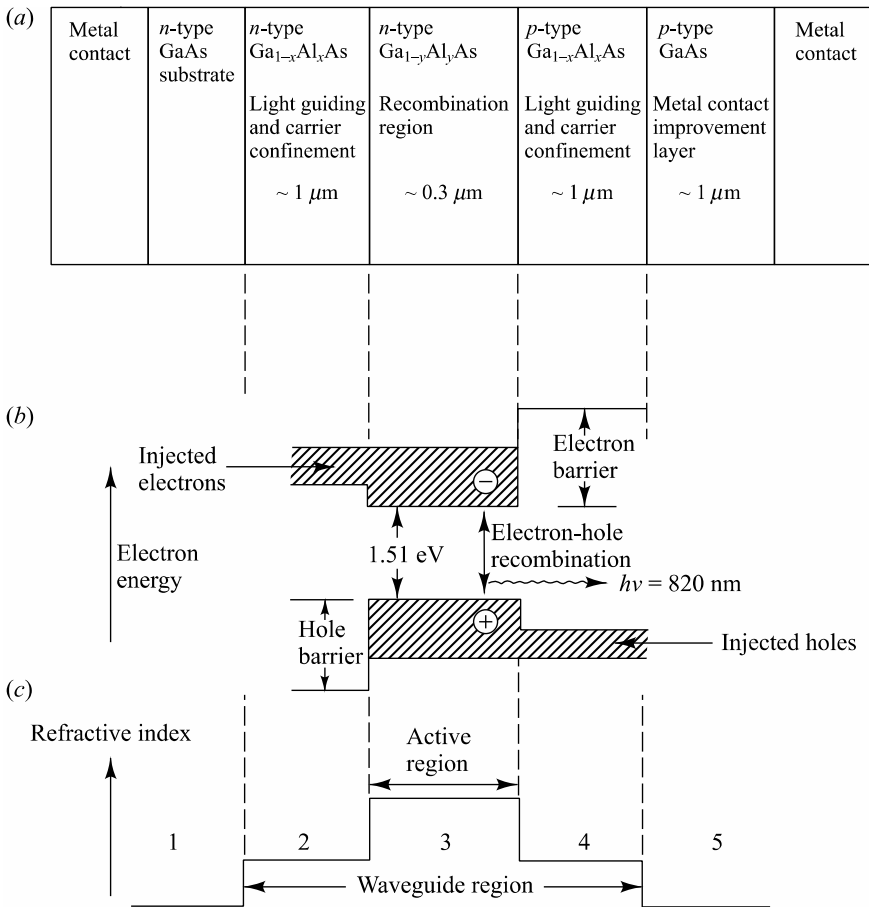 (a)
Metal
contact
n-type
GaAs
substrate
n-type
Ga1–xAlxAs
Light guiding
and carrier
confinement
~ 1 μm
n-type
Ga1–yAlyAs
Recombination
region
~ 0.3 μm
p-type
Ga1–xAlxAs
Light guiding
and carrier
confinement
~ 1 μm
p-type
GaAs
Metal contact
improvement
layer
~ 1 μm
Metal
contact
(b)
Injected
electrons
Electron
energy
−
Electron
barrier
1.51 eV
Electron-hole
recombination
hν = 820 nm
Hole
barrier
+
Injected holes
(c)
Refractive index
Active
region
1
2
3
4
5
Waveguide region